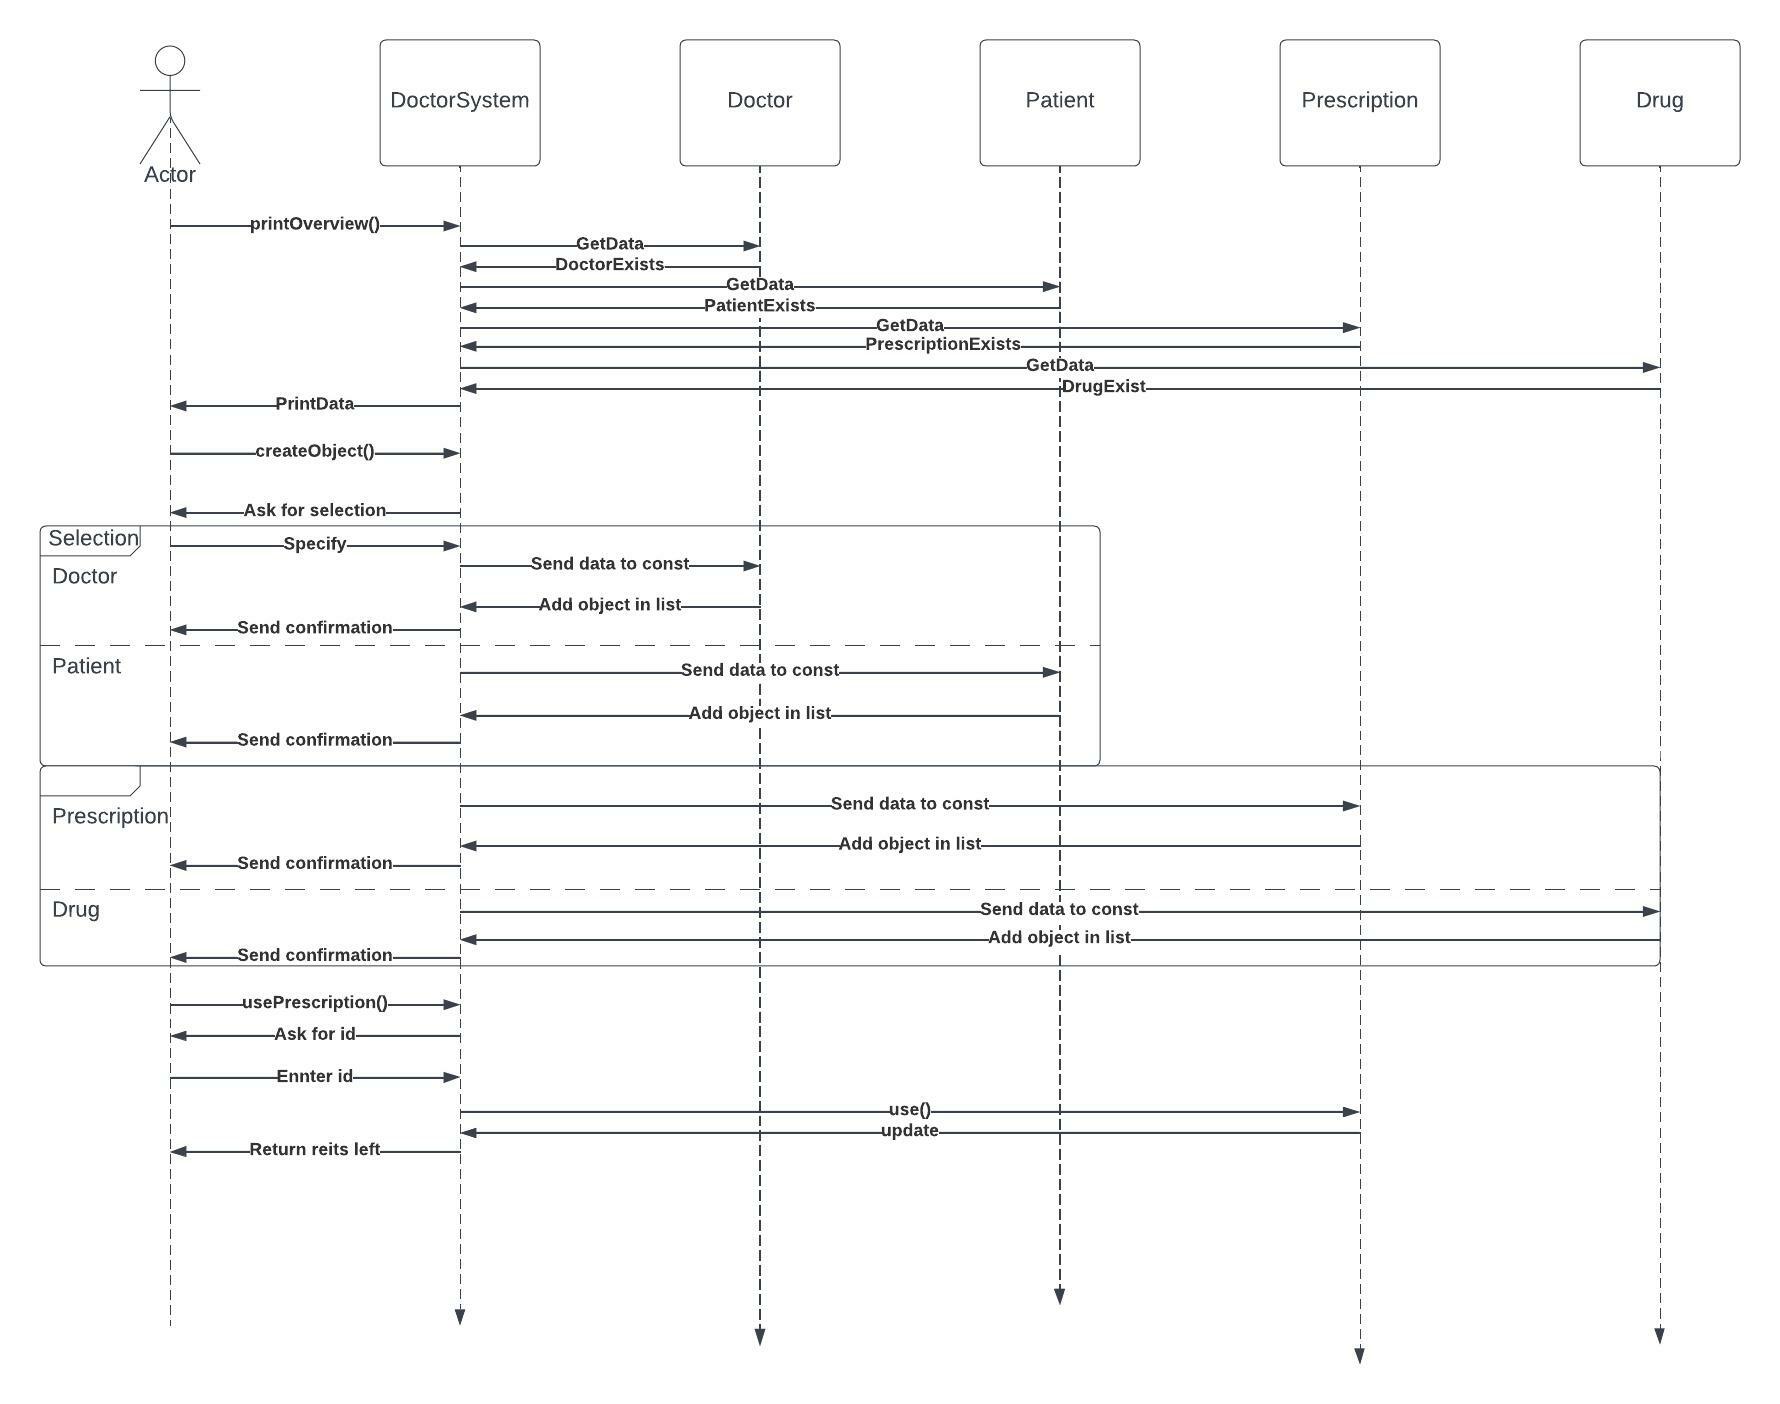 DoctorSystem
Doctor
Patient
Prescription
Drug
Actor
printOverview()
GetData
DoctorExists
GetData
PatientExists
GetData
PrescriptionExists
GetData
DrugExist
PrintData
createObject()
Ask for selection
Selection
Specify
Doctor
Send data to const
Add object in list
Send confirmation
Patient
Send data to const
Add object in list
Send confirmation
Prescription
Send data to const
Add object in list
Send confirmation
Drug
Send data to const
Add object in list
Send confirmation
usePrescription()
Ask for id
Ennter id
use()
update
Return reits left